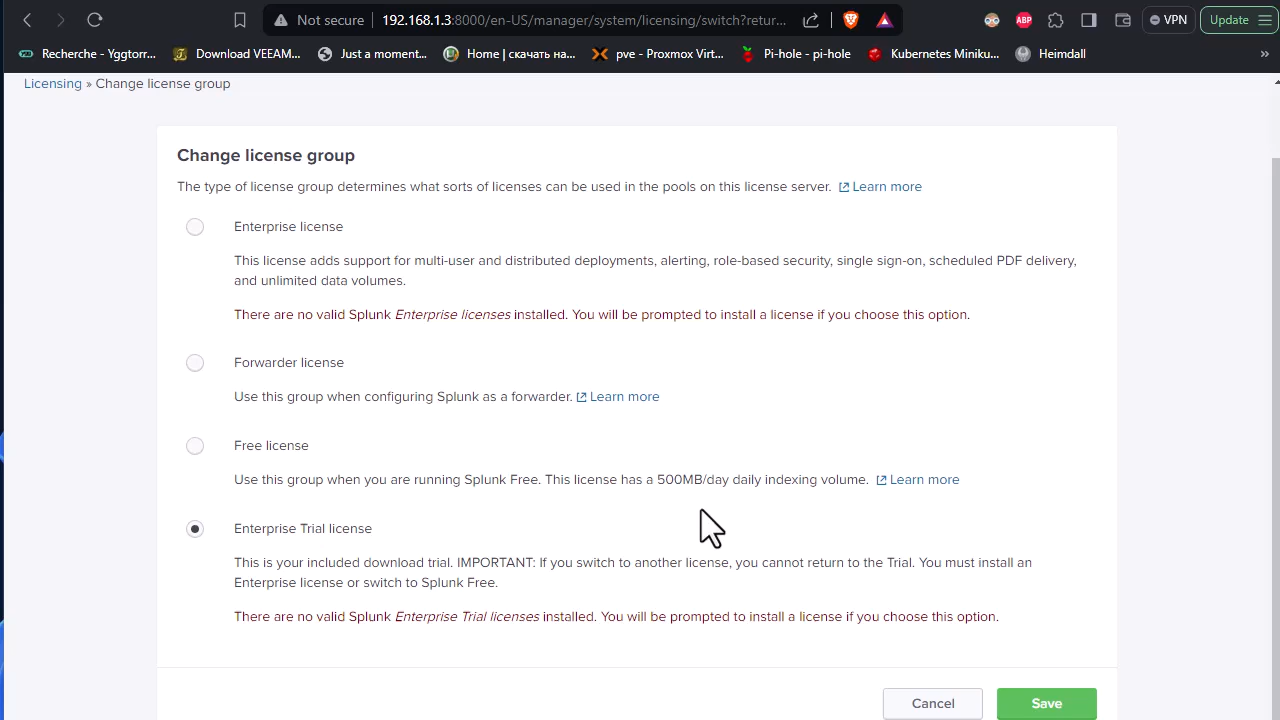 Not secure 192.168.1.3:8000/en-US/manager/system/licensing/switch?retur... ABP VPN Update
Recherche - Yggtorr... Download VEEAM... Just a moment... Home | скачать на... pve - Proxmox Virt... Pi-hole - pi-hole Kubernetes Miniku... Heimdall »
Licensing » Change license group
Change license group
The type of license group determines what sorts of licenses can be used in the pools on this license server. Learn more
Enterprise license
This license adds support for multi-user and distributed deployments, alerting, role-based security, single sign-on, scheduled PDF delivery,
and unlimited data volumes.
There are no valid Splunk Enterprise licenses installed. You will be prompted to install a license if you choose this option.
Forwarder license
Use this group when configuring Splunk as a forwarder. Learn more
Free license
Use this group when you are running Splunk Free. This license has a 500MB/day daily indexing volume. Learn more
Enterprise Trial license
This is your included download trial. IMPORTANT: If you switch to another license, you cannot return to the Trial. You must install an
Enterprise license or switch to Splunk Free.
There are no valid Splunk Enterprise Trial licenses installed. You will be prompted to install a license if you choose this option.
Cancel Save